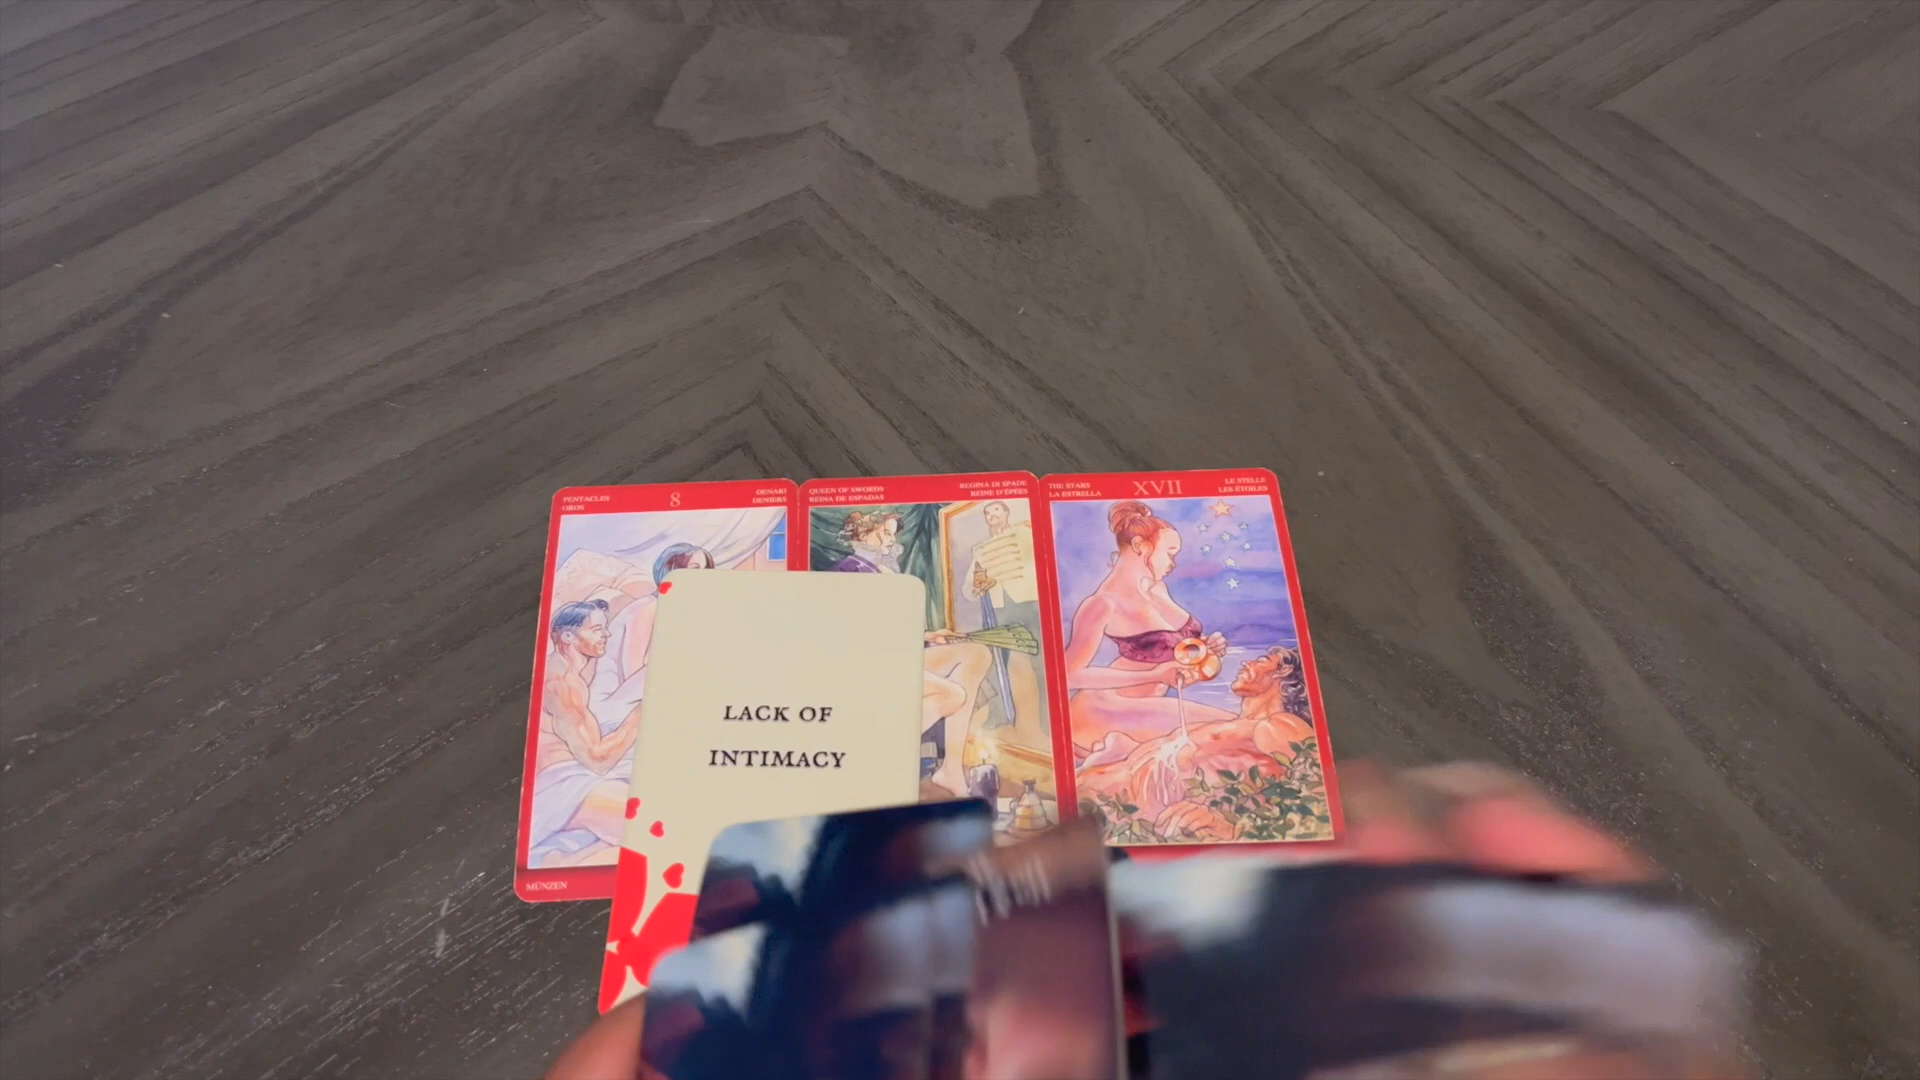 PENTACLES
OROS
8
DENARI
DENIERS
QUEEN OF SWORDS
REINA DE ESPADAS
REGINA DI SPADE
REINE D'ÉPÉES
THE STARS
LA ESTRELLA
XVII
LE STELLE
LES ÉTOILES
LACK OF
INTIMACY
MÜNZEN